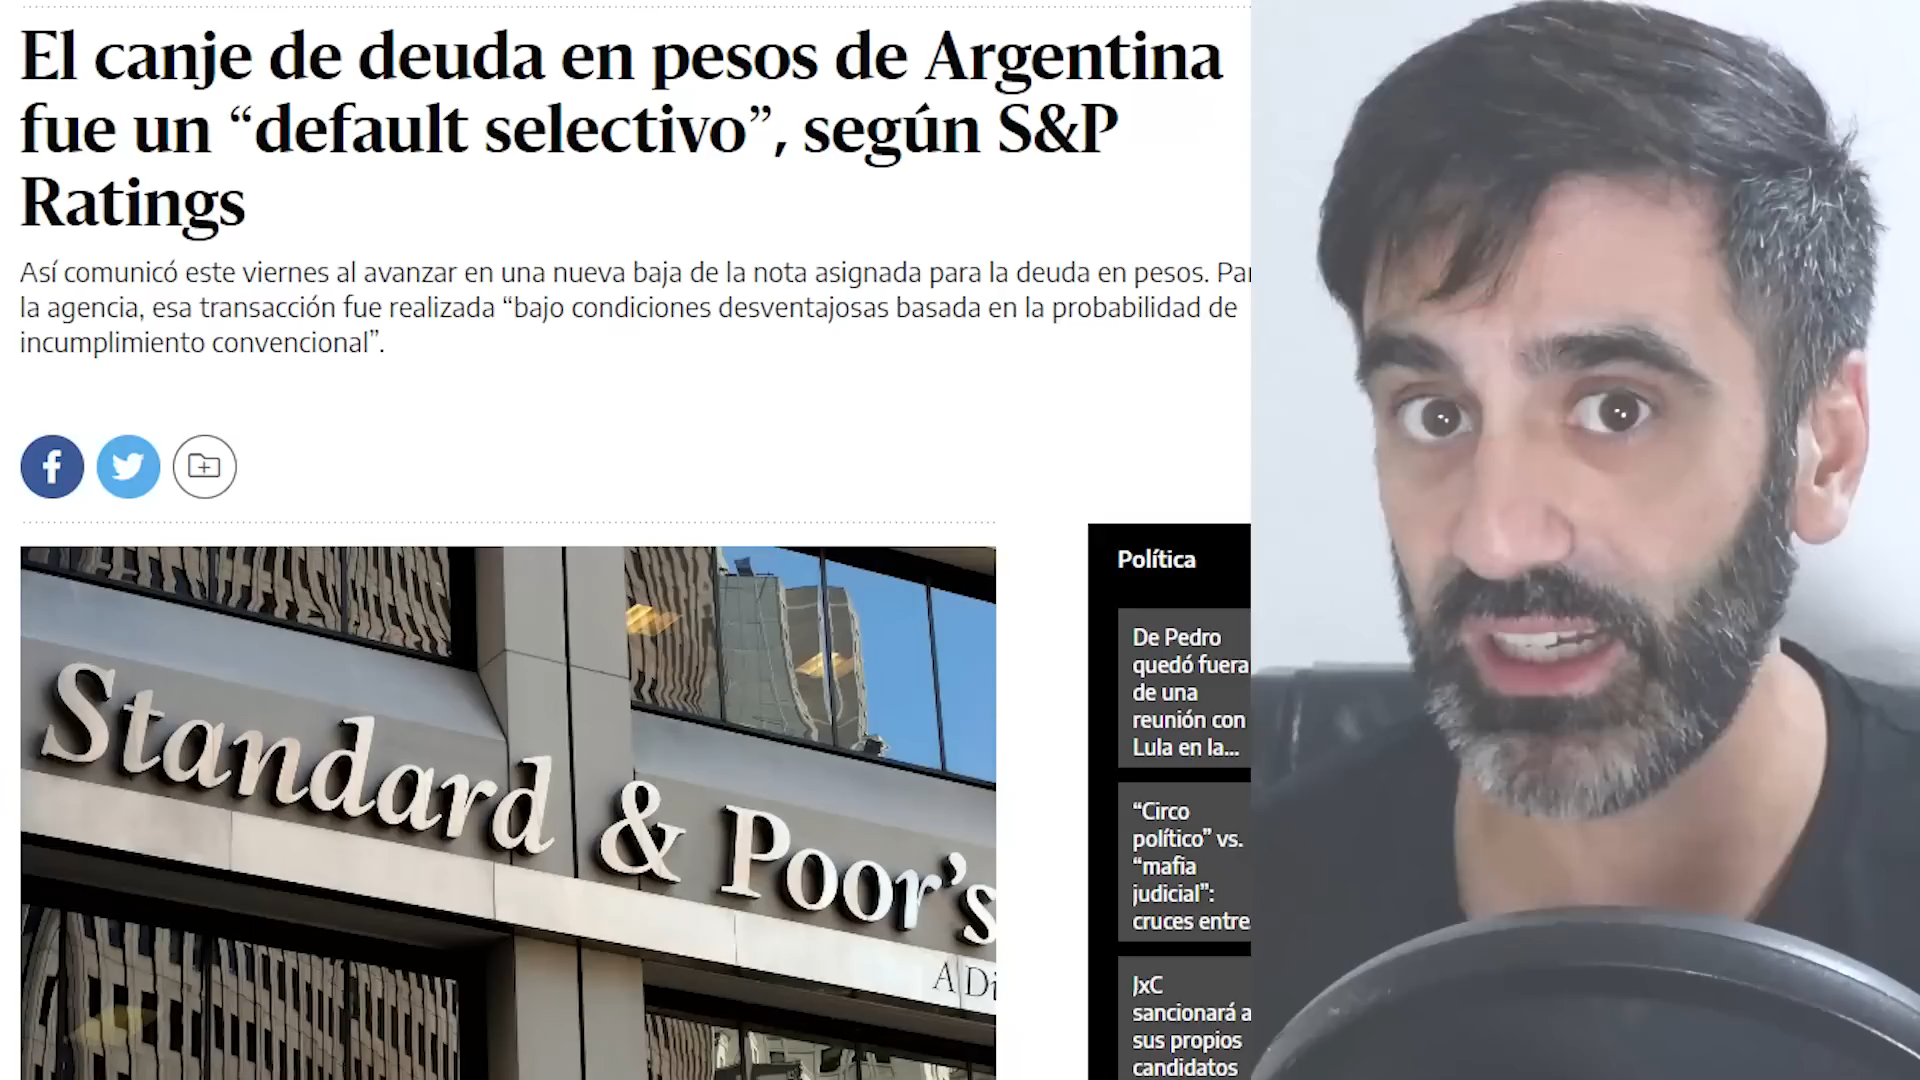 El canje de deuda en pesos de Argentina
fue un “default selectivo”, según S&P
Ratings
Así comunicó este viernes al avanzar en una nueva baja de la nota asignada para la deuda en pesos.
la agencia, esa transacción fue realizada “bajo condiciones desventajosas basada en la probabilidad de
incumplimiento convencional”.
Standard & Poor’s
A
Política
De Pedro
quedó fuera
de una
reunión con
Lula en la...
“Circo
político” vs.
“mafia
judicial”:
cruces entre
JxC
sancionará a
sus propios
candidatos